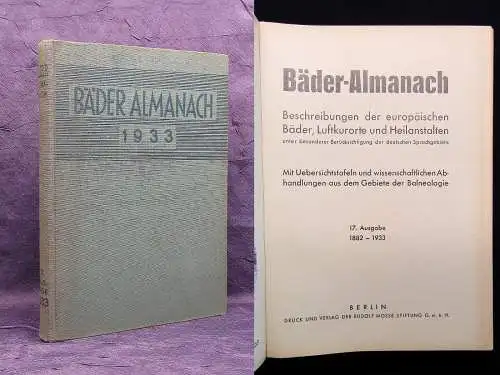 BÄDER ALMANACH
1933
Bäder-Almanach
Beschreibungen der europäischen
Bäder, Luftkurorte und Heilanstalten
unter besonderer Berücksichtigung der deutschen Sprachgebiete
Mit Uebersichtstafeln und wissenschaftlichen Ab-
handlungen aus dem Gebiete der Balneologie
17. Ausgabe
1882 – 1933
BERLIN
DRUCK UND VERLAG DER RUDOLF MOSSE STIFTUNG G. m. b. H.